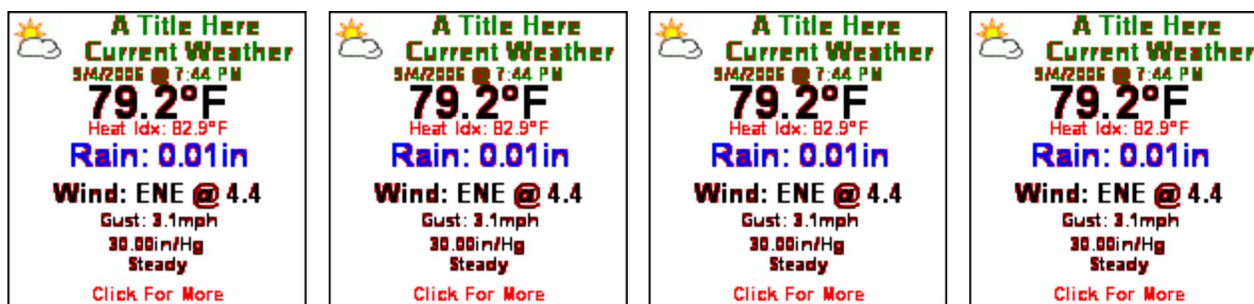 A Title Here
Current Weather
9/4/2006 @ 7:44 PM
79.2°F
Heat Idx: 82.9°F
Rain: 0.01in
Wind: ENE @ 4.4
Gust: 3.1mph
30.00in/Hg
Steady
Click For More
A Title Here
Current Weather
9/4/2006 @ 7:44 PM
79.2°F
Heat Idx: 82.9°F
Rain: 0.01in
Wind: ENE @ 4.4
Gust: 3.1mph
30.00in/Hg
Steady
Click For More
A Title Here
Current Weather
9/4/2006 @ 7:44 PM
79.2°F
Heat Idx: 82.9°F
Rain: 0.01in
Wind: ENE @ 4.4
Gust: 3.1mph
30.00in/Hg
Steady
Click For More
A Title Here
Current Weather
9/4/2006 @ 7:44 PM
79.2°F
Heat Idx: 82.9°F
Rain: 0.01in
Wind: ENE @ 4.4
Gust: 3.1mph
30.00in/Hg
Steady
Click For More